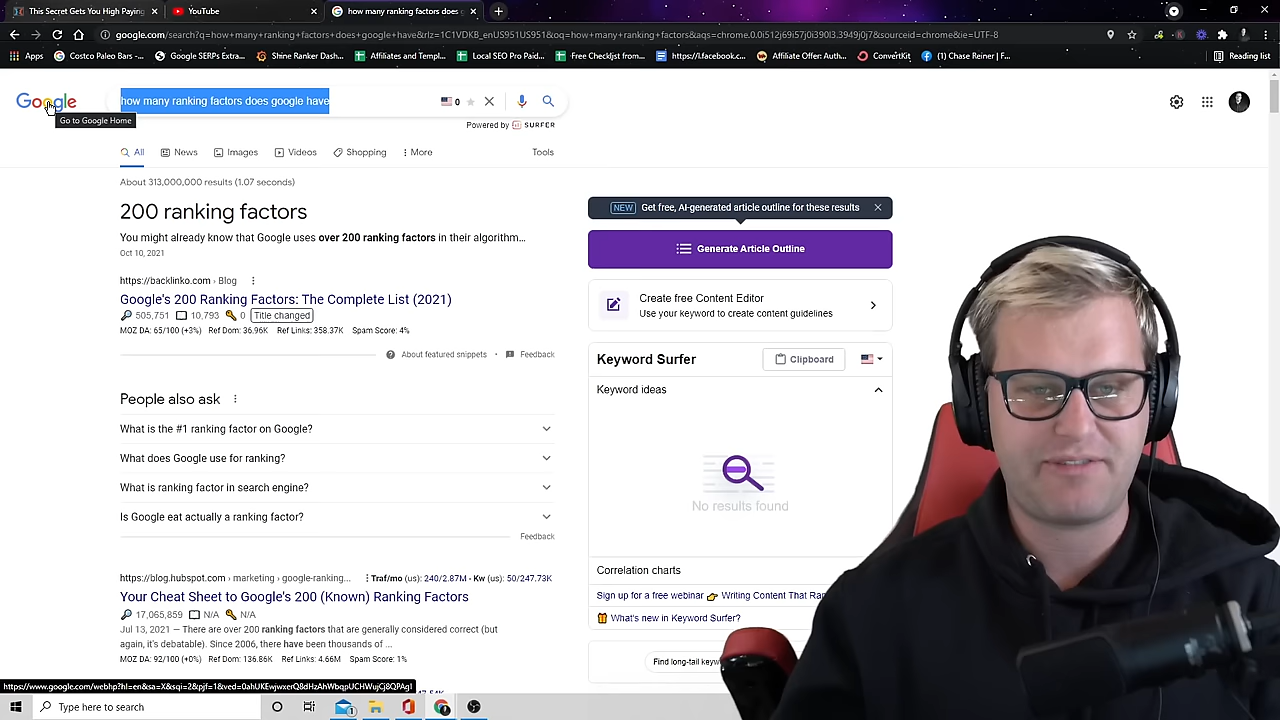 This Secret Gets You High Paying
YouTube
how many ranking factors does g
google.com/search?q=how+many+ranking+factors+does+google+have&rlz=1C1VDKB_enUS951US951&oq=how+many+ranking+factors&aqs=chrome.0.0i512j69i57j0i390l3.3949j0j7&sourceid=chrome&ie=UTF-8
Apps
Costco Paleo Bars -...
Google SERPs Extra...
Shine Ranker Dash...
Affiliates and Templ...
Local SEO Pro Paid...
Free Checklist from...
https://l.facebook.c...
Affiliate Offer: Auth...
ConvertKit
(1) Chase Reiner | F...
Reading list
Google
how many ranking factors does google have
0
Go to Google Home
Powered by SURFER
All
News
Images
Videos
Shopping
More
Tools
About 313,000,000 results (1.07 seconds)
200 ranking factors
You might already know that Google uses over 200 ranking factors in their algorithm...
Oct 10, 2021
https://backlinko.com › Blog
Google's 200 Ranking Factors: The Complete List (2021)
505,751 10,793 0 Title changed
MOZ DA: 65/100 (+3%) Ref Dom: 36.96K Ref Links: 358.37K Spam Score: 4%
About featured snippets • Feedback
People also ask
What is the #1 ranking factor on Google?
What does Google use for ranking?
What is ranking factor in search engine?
Is Google eat actually a ranking factor?
Feedback
https://blog.hubspot.com › marketing › google-ranking... Traf/mo (us): 240/2.87M - Kw (us): 50/247.73K
Your Cheat Sheet to Google's 200 (Known) Ranking Factors
17,065,859 N/A N/A
Jul 13, 2021 — There are over 200 ranking factors that are generally considered correct (but
again, it's debatable). Since 2006, there have been thousands of ...
MOZ DA: 92/100 (+0%) Ref Dom: 136.86K Ref Links: 4.66M Spam Score: 1%
NEW Get free, AI-generated article outline for these results
Generate Article Outline
Create free Content Editor
Use your keyword to create content guidelines
Keyword Surfer
Clipboard
Keyword ideas
No results found
Correlation charts
Sign up for a free webinar 👉 Writing Content That Ran
What's new in Keyword Surfer?
Find long-tail keyw
Type here to search